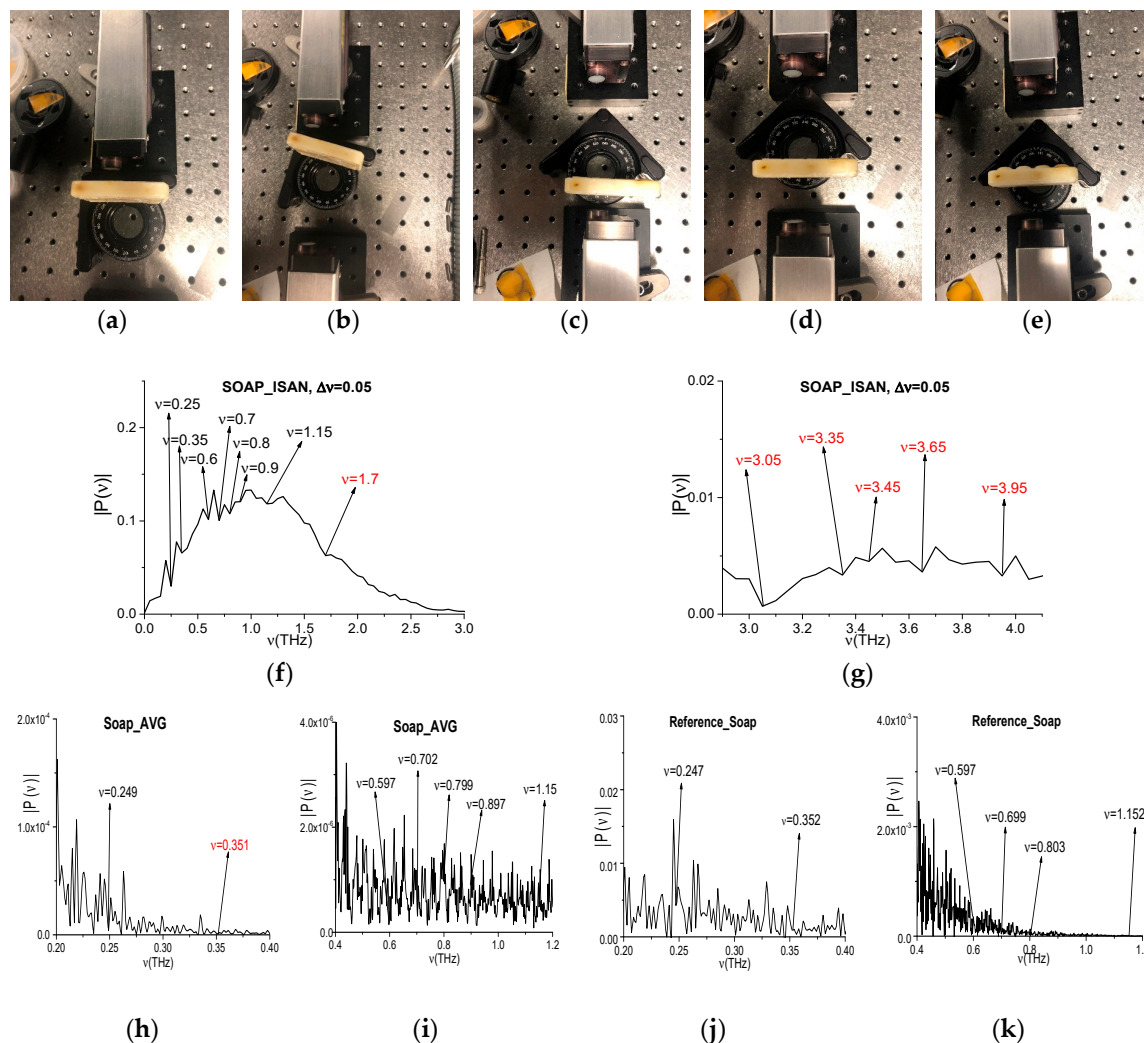 (a) (b) (c) (d) (e)
SOAP_ISAN, Δν=0.05
ν=0.25
ν=0.7
ν=0.35
ν=0.8
ν=1.15
ν=0.6
ν=0.9
ν=1.7
|P(ν)|
0.2
0.1
0.0
0.0 0.5 1.0 1.5 2.0 2.5 3.0
ν(THz)
(f)
SOAP_ISAN, Δν=0.05
ν=3.05
ν=3.35
ν=3.65
ν=3.45
ν=3.95
|P(ν)|
0.02
0.01
0.00
3.0 3.2 3.4 3.6 3.8 4.0
ν(THz)
(g)
Soap_AVG
ν=0.249
ν=0.351
|P(ν)|
2.0x10⁻⁴
1.0x10⁻⁴
0.0
0.20 0.25 0.30 0.35 0.40
ν(THz)
(h)
Soap_AVG
ν=0.597
ν=0.702
ν=0.799
ν=0.897
ν=1.15
|P(ν)|
4.0x10⁻⁶
2.0x10⁻⁶
0.0
0.4 0.6 0.8 1.0 1.2
ν(THz)
(i)
Reference_Soap
ν=0.247
ν=0.352
|P(ν)|
0.03
0.02
0.01
0.00
0.20 0.25 0.30 0.35 0.40
ν(THz)
(j)
Reference_Soap
ν=0.597
ν=0.699
ν=0.803
ν=1.152
|P(ν)|
4.0x10⁻³
2.0x10⁻³
0.0
0.4 0.6 0.8 1.0 1.
ν(THz)
(k)